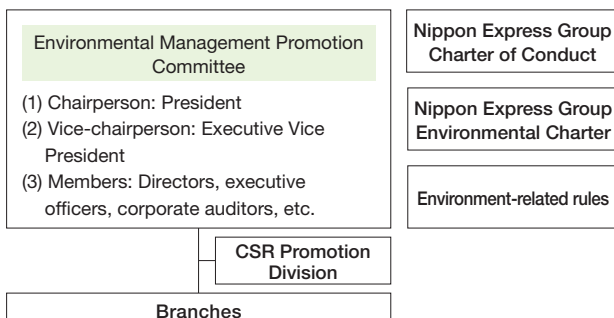 Environmental Management Promotion
Committee
(1) Chairperson: President
(2) Vice-chairperson: Executive Vice
President
(3) Members: Directors, executive
officers, corporate auditors, etc.
CSR Promotion
Division
Branches
Nippon Express Group
Charter of Conduct
Nippon Express Group
Environmental Charter
Environment-related rules